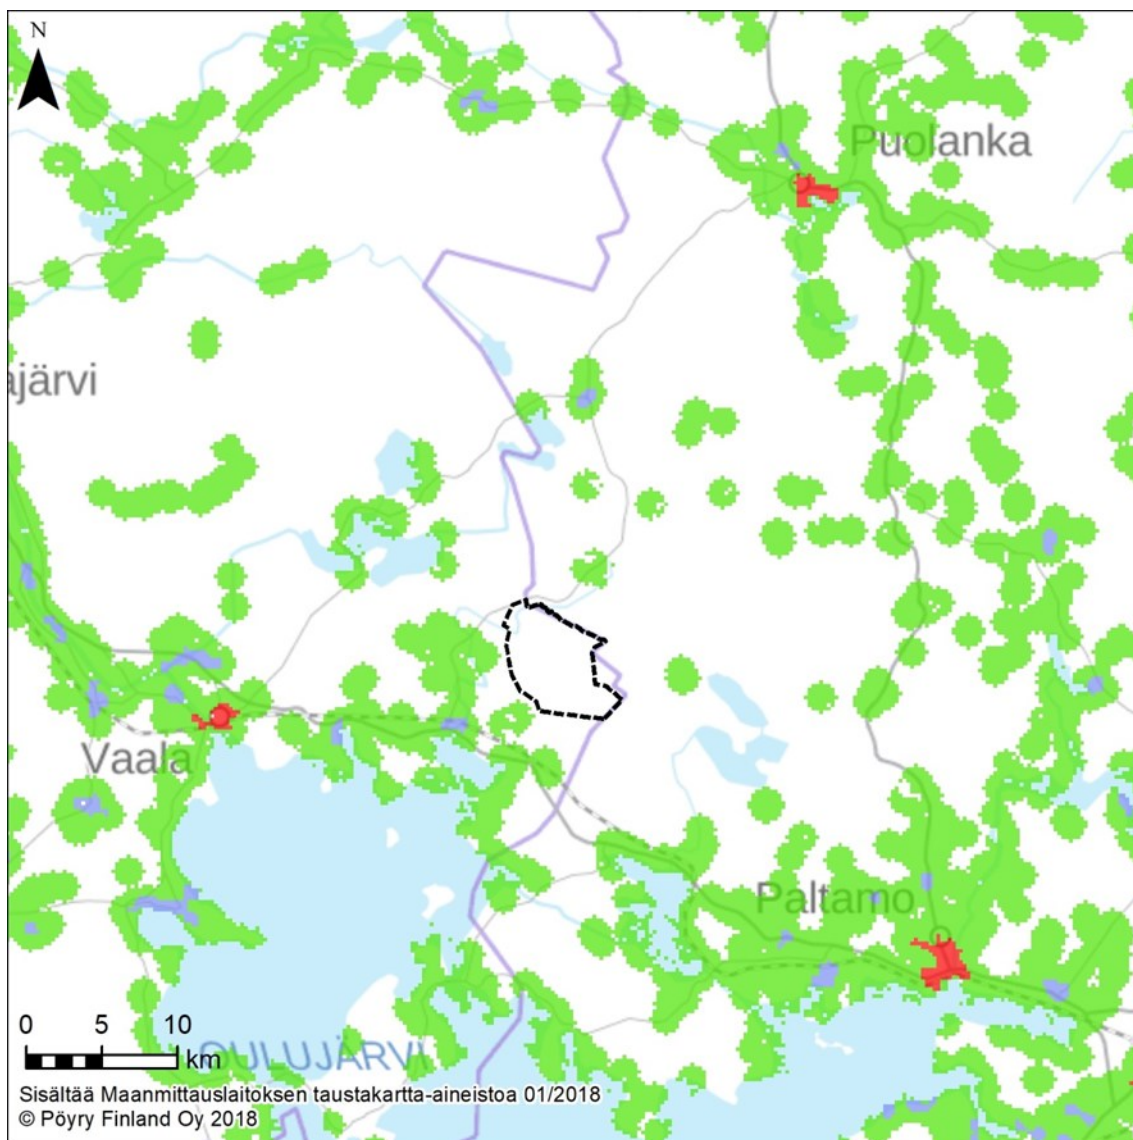 N
Puolanka
ajärvi
Vaala
Paltamo
0 5 10
km
OULUJÄRVI
Sisältää Maanmittauslaitoksen taustakartta-aineistoa 01/2018
© Pöyry Finland Oy 2018